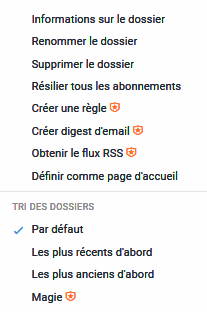 Informations sur le dossier
Renommer le dossier
Supprimer le dossier
Résilier tous les abonnements
Créer une règle
Créer digest d'email
Obtenir le flux RSS
Définir comme page d'accueil
TRI DES DOSSIERS
Par défaut
Les plus récents d'abord
Les plus anciens d'abord
Magie